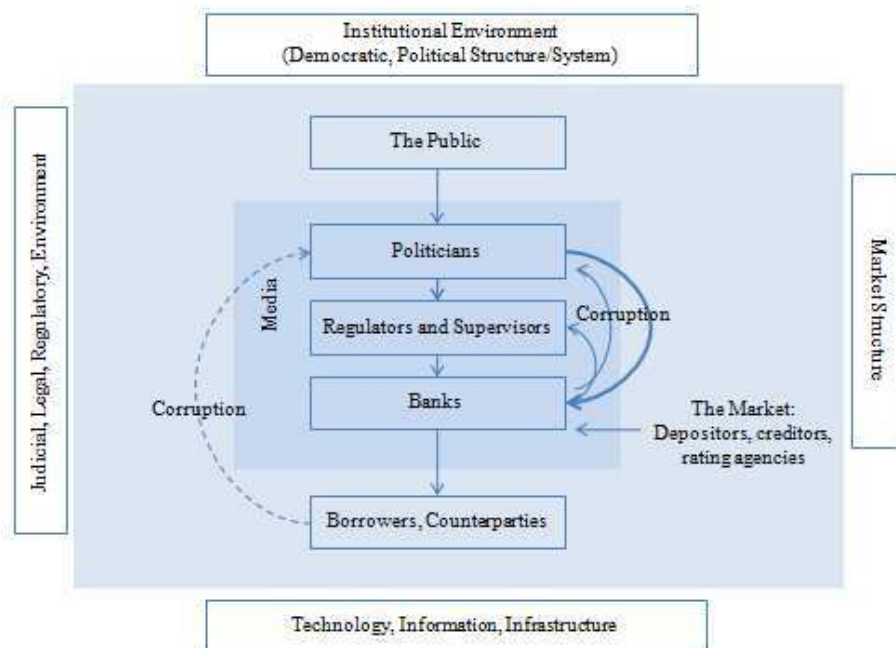 Institutional Environment
(Democratic, Political Structure/System)
Judicial, Legal, Regulatory, Environment
The Public
Politicians
Media
Regulators and Supervisors
Corruption
Banks
Corruption
The Market:
Depositors, creditors,
rating agencies
Market Structure
Borrowers, Counterparties
Technology, Information, Infrastructure